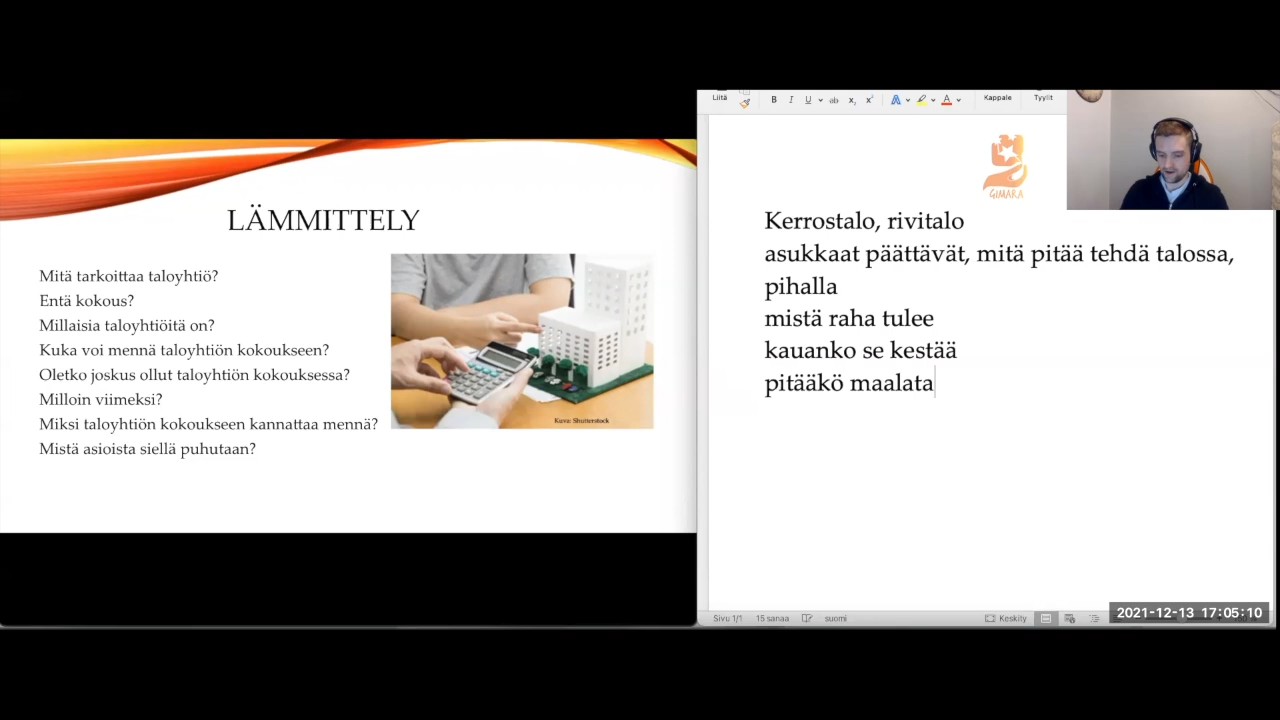 LÄMMITTELY
Mitä tarkoittaa taloyhtiö?
Entä kokous?
Millaisia taloyhtiöitä on?
Kuka voi mennä taloyhtiön kokoukseen?
Oletko joskus ollut taloyhtiön kokouksessa?
Milloin viimeksi?
Miksi taloyhtiön kokoukseen kannattaa mennä?
Mistä asioista siellä puhutaan?
Kuva: Shutterstock
Liitä
B I U ab x₂ x² A A
Kappale
Tyylit
GIMARA
Kerrostalo, rivitalo
asukkaat päättävät, mitä pitää tehdä talossa,
pihalla
mistä raha tulee
kauanko se kestää
pitääkö maalata
Sivu 1/1 15 sanaa suomi Keskity
2021-12-13 17:05:10